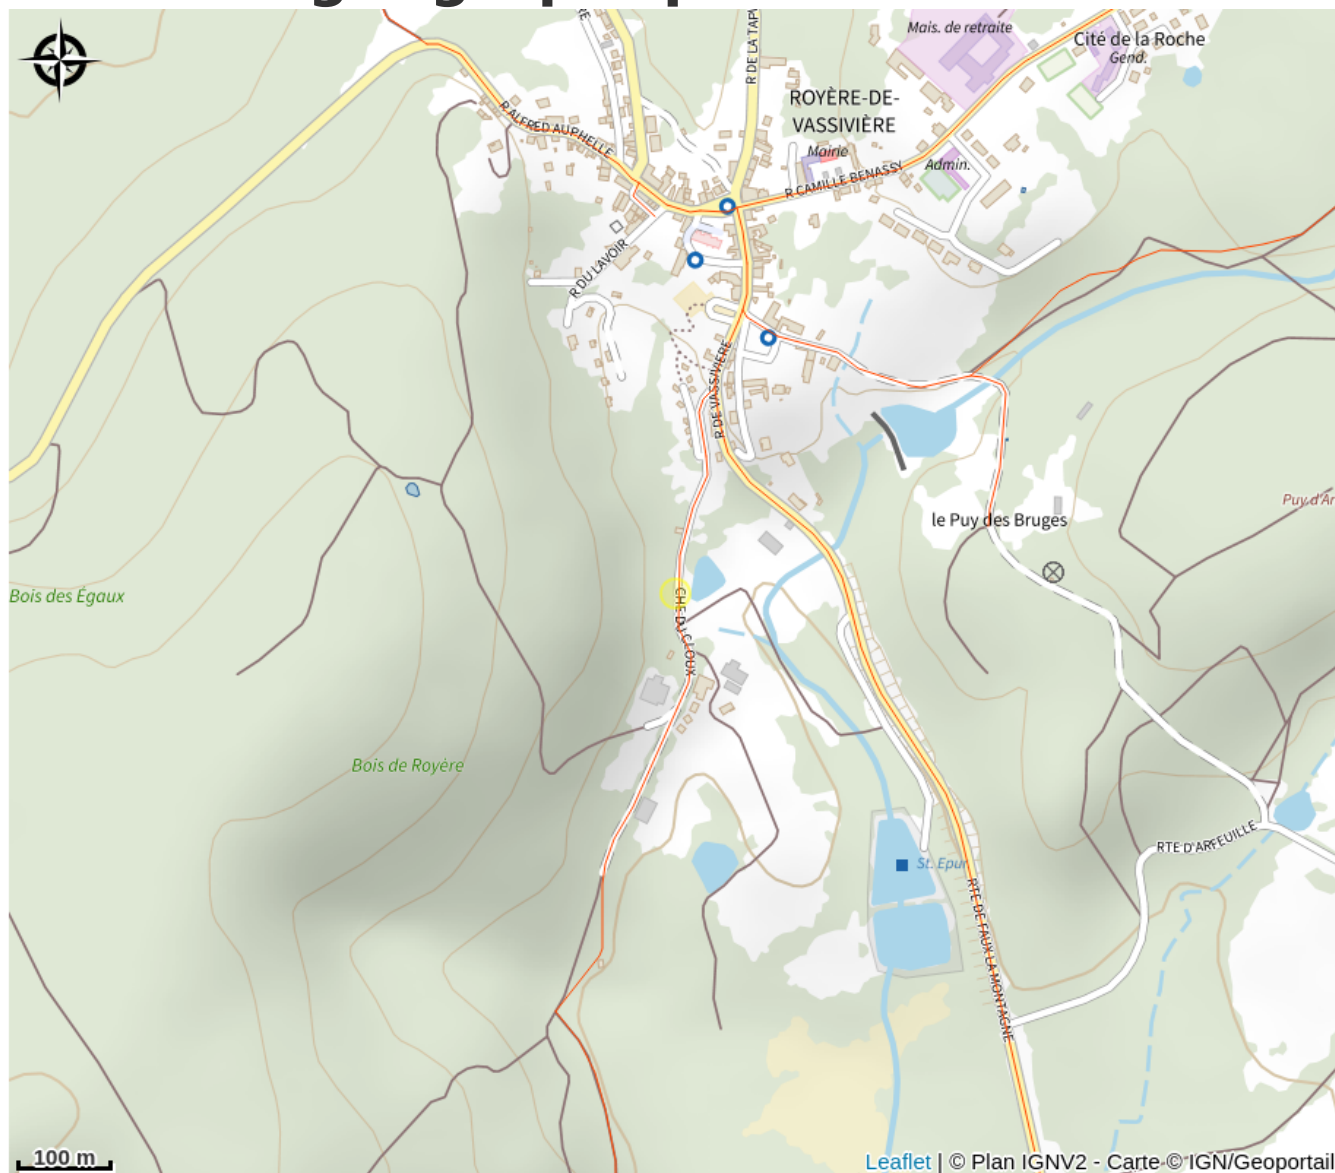 Mais. de retraite
Cité de la Roche
Gend.
R DE LA TAP
ROYÈRE-DE-
VASSIVIÈRE
Mairie
R ALFRED AUPHELLE
Admin.
R CAMILLE BENASSY
R DU LAVOIR
R DE VASSIVIERE
Puy d'Ar
le Puy des Bruges
Bois des Égaux
CHE DU CLOUX
Bois de Royère
RTE D'ARFEUILLE
St. Epur
RTE DE FAUX LA MONTAGNE
100 m
Leaflet | © Plan IGNV2 - Carte © IGN/Geoportail